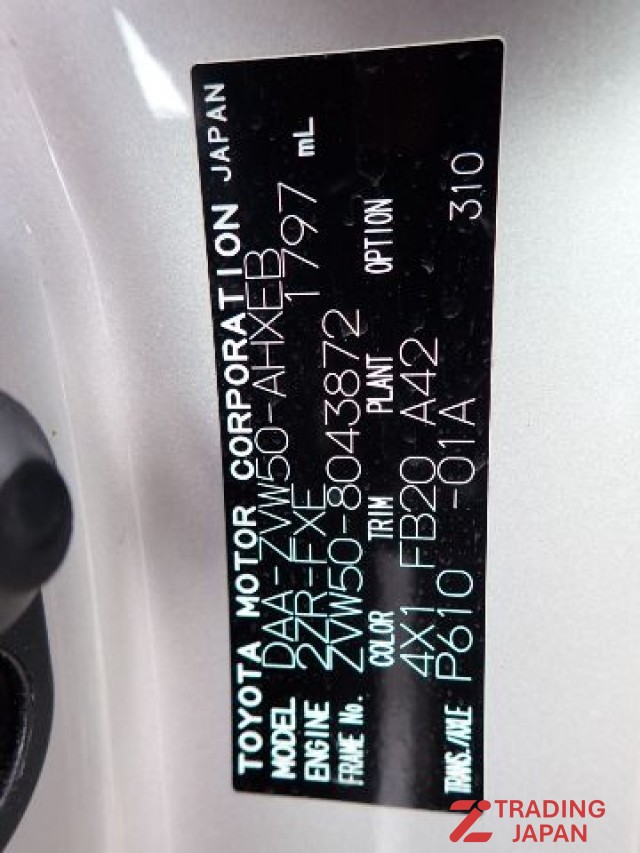 TOYOTA MOTOR CORPORATION JAPAN
MODEL DAA-ZVW50-AHXEB
ENGINE 2ZR-FXE 1797 mL
FRAME No. ZVW50-8043872
COLOR TRIM PLANT OPTION
4X1 FB20 A42
TRANS./AXLE P610 -01A 310
TRADING
JAPAN